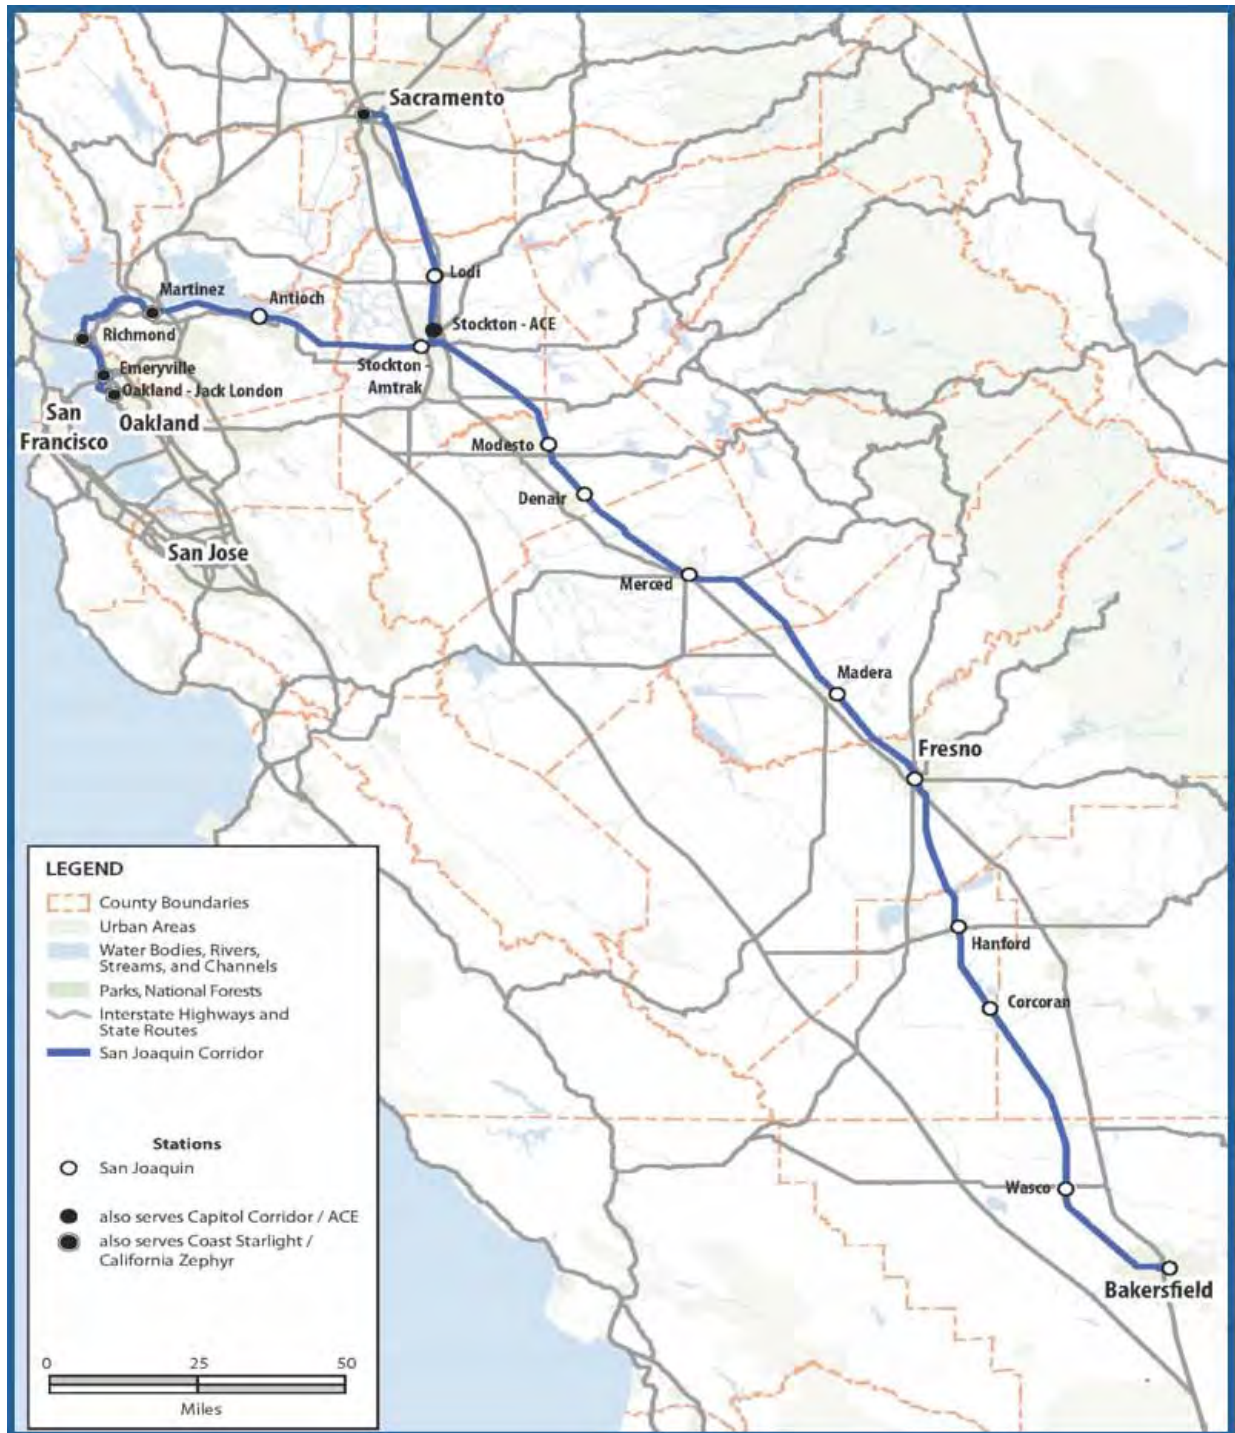 Sacramento
Lodi
Martinez
Antioch
Stockton - ACE
Richmond
Stockton -
Amtrak
Emeryville
Oakland - Jack London
San
Francisco
Oakland
Modesto
Denair
San Jose
Merced
Madera
Fresno
Hanford
Corcoran
Wasco
Bakersfield
LEGEND
County Boundaries
Urban Areas
Water Bodies, Rivers,
Streams, and Channels
Parks, National Forests
Interstate Highways and
State Routes
San Joaquin Corridor
Stations
San Joaquin
also serves Capitol Corridor / ACE
also serves Coast Starlight /
California Zephyr
0 25 50
Miles